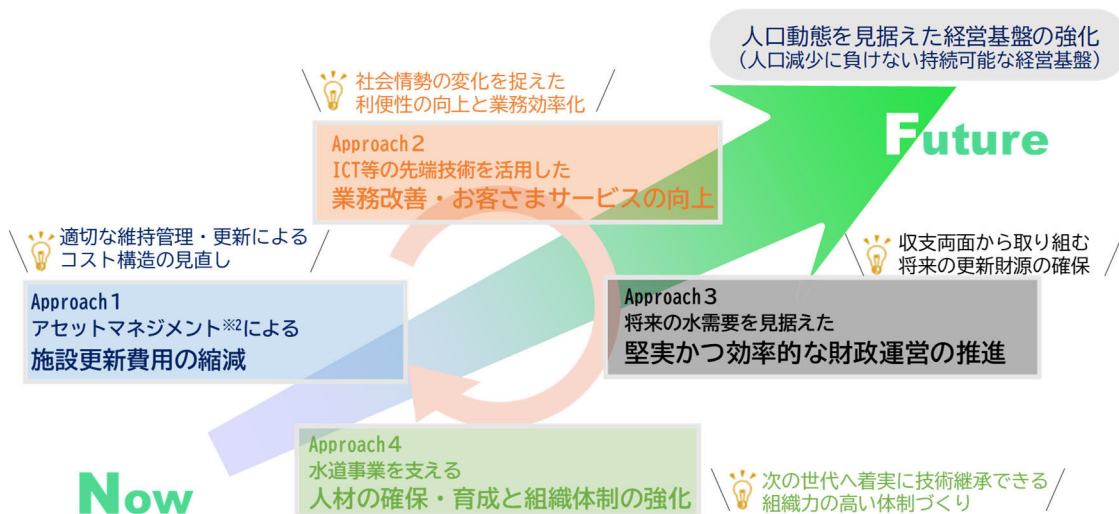 人口動態を見据えた経営基盤の強化
（人口減少に負けない持続可能な経営基盤）
Future
社会情勢の変化を捉えた
利便性の向上と業務効率化
Approach２
ICT等の先端技術を活用した
業務改善・お客さまサービスの向上
適切な維持管理・更新による
コスト構造の見直し
Approach１
アセットマネジメント※2による
施設更新費用の縮減
収支両面から取り組む
将来の更新財源の確保
Approach３
将来の水需要を見据えた
堅実かつ効率的な財政運営の推進
Approach４
水道事業を支える
人材の確保・育成と組織体制の強化
次の世代へ着実に技術継承できる
組織力の高い体制づくり
Now